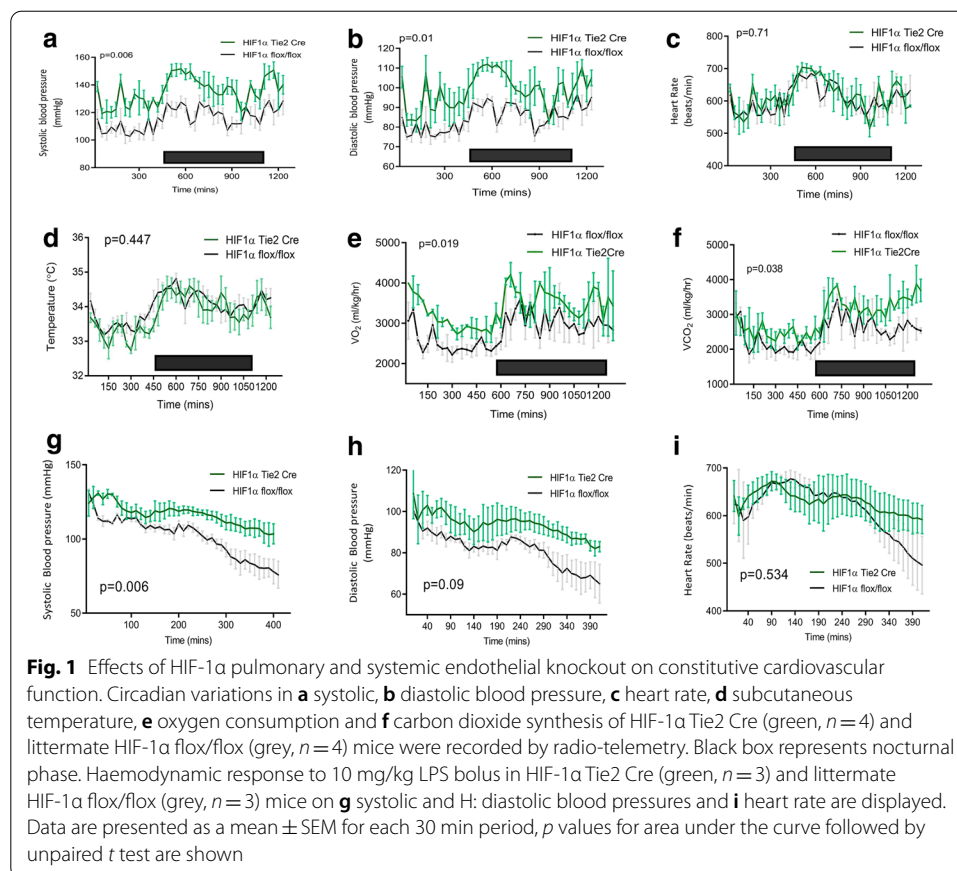 a
HIF1α Tie2 Cre
HIF1α flox/flox
p=0.006
Systolic blood pressure
(mmHg)
160
140
120
100
80
300 600 900 1200
Time (mins)
b
HIF1α Tie2 Cre
HIF1α flox/flox
p=0.01
Diastolic blood pressure
(mmHg)
120
110
100
90
80
70
60
300 600 900 1200
Time (mins)
c
HIF1α Tie2 Cre
HIF1α flox/flox
p=0.71
Heart Rate
(beats/min)
800
700
600
500
400
300 600 900 1200
Time (mins)
d
HIF1α Tie2 Cre
HIF1α flox/flox
p=0.447
Temperature (°C)
36
35
34
33
32
150 300 450 600 750 900 1050 1200
Time (mins)
e
HIF1α flox/flox
HIF1α Tie2Cre
p=0.019
VO2 (ml/kg/hr)
5000
4000
3000
2000
150 300 450 600 750 900 1050 1200
Time (mins)
f
HIF1α flox/flox
HIF1α Tie2Cre
p=0.038
VCO2 (ml/kg/hr)
5000
4000
3000
2000
1000
150 300 450 600 750 900 1050 1200
Time (mins)
g
HIF1α Tie2 Cre
HIF1α flox/flox
p=0.006
Systolic Blood pressure (mmHg)
150
100
50
100 200 300 400
Time (mins)
h
HIF1α Tie2 Cre
HIF1α flox/flox
p=0.09
Diastolic Blood pressure
(mmHg)
120
100
80
60
40 90 140 190 240 290 340 390
Time (mins)
i
HIF1α Tie2 Cre
HIF1α flox/flox
p=0.534
Heart Rate (beats/min)
700
600
500
400
40 90 140 190 240 290 340 390
Time (mins)
Fig. 1 Effects of HIF-1α pulmonary and systemic endothelial knockout on constitutive cardiovascular
function. Circadian variations in a systolic, b diastolic blood pressure, c heart rate, d subcutaneous
temperature, e oxygen consumption and f carbon dioxide synthesis of HIF-1α Tie2 Cre (green, n = 4) and
littermate HIF-1α flox/flox (grey, n = 4) mice were recorded by radio-telemetry. Black box represents nocturnal
phase. Haemodynamic response to 10 mg/kg LPS bolus in HIF-1α Tie2 Cre (green, n = 3) and littermate
HIF-1α flox/flox (grey, n = 3) mice on g systolic and H: diastolic blood pressures and i heart rate are displayed.
Data are presented as a mean ± SEM for each 30 min period, p values for area under the curve followed by
unpaired t test are shown